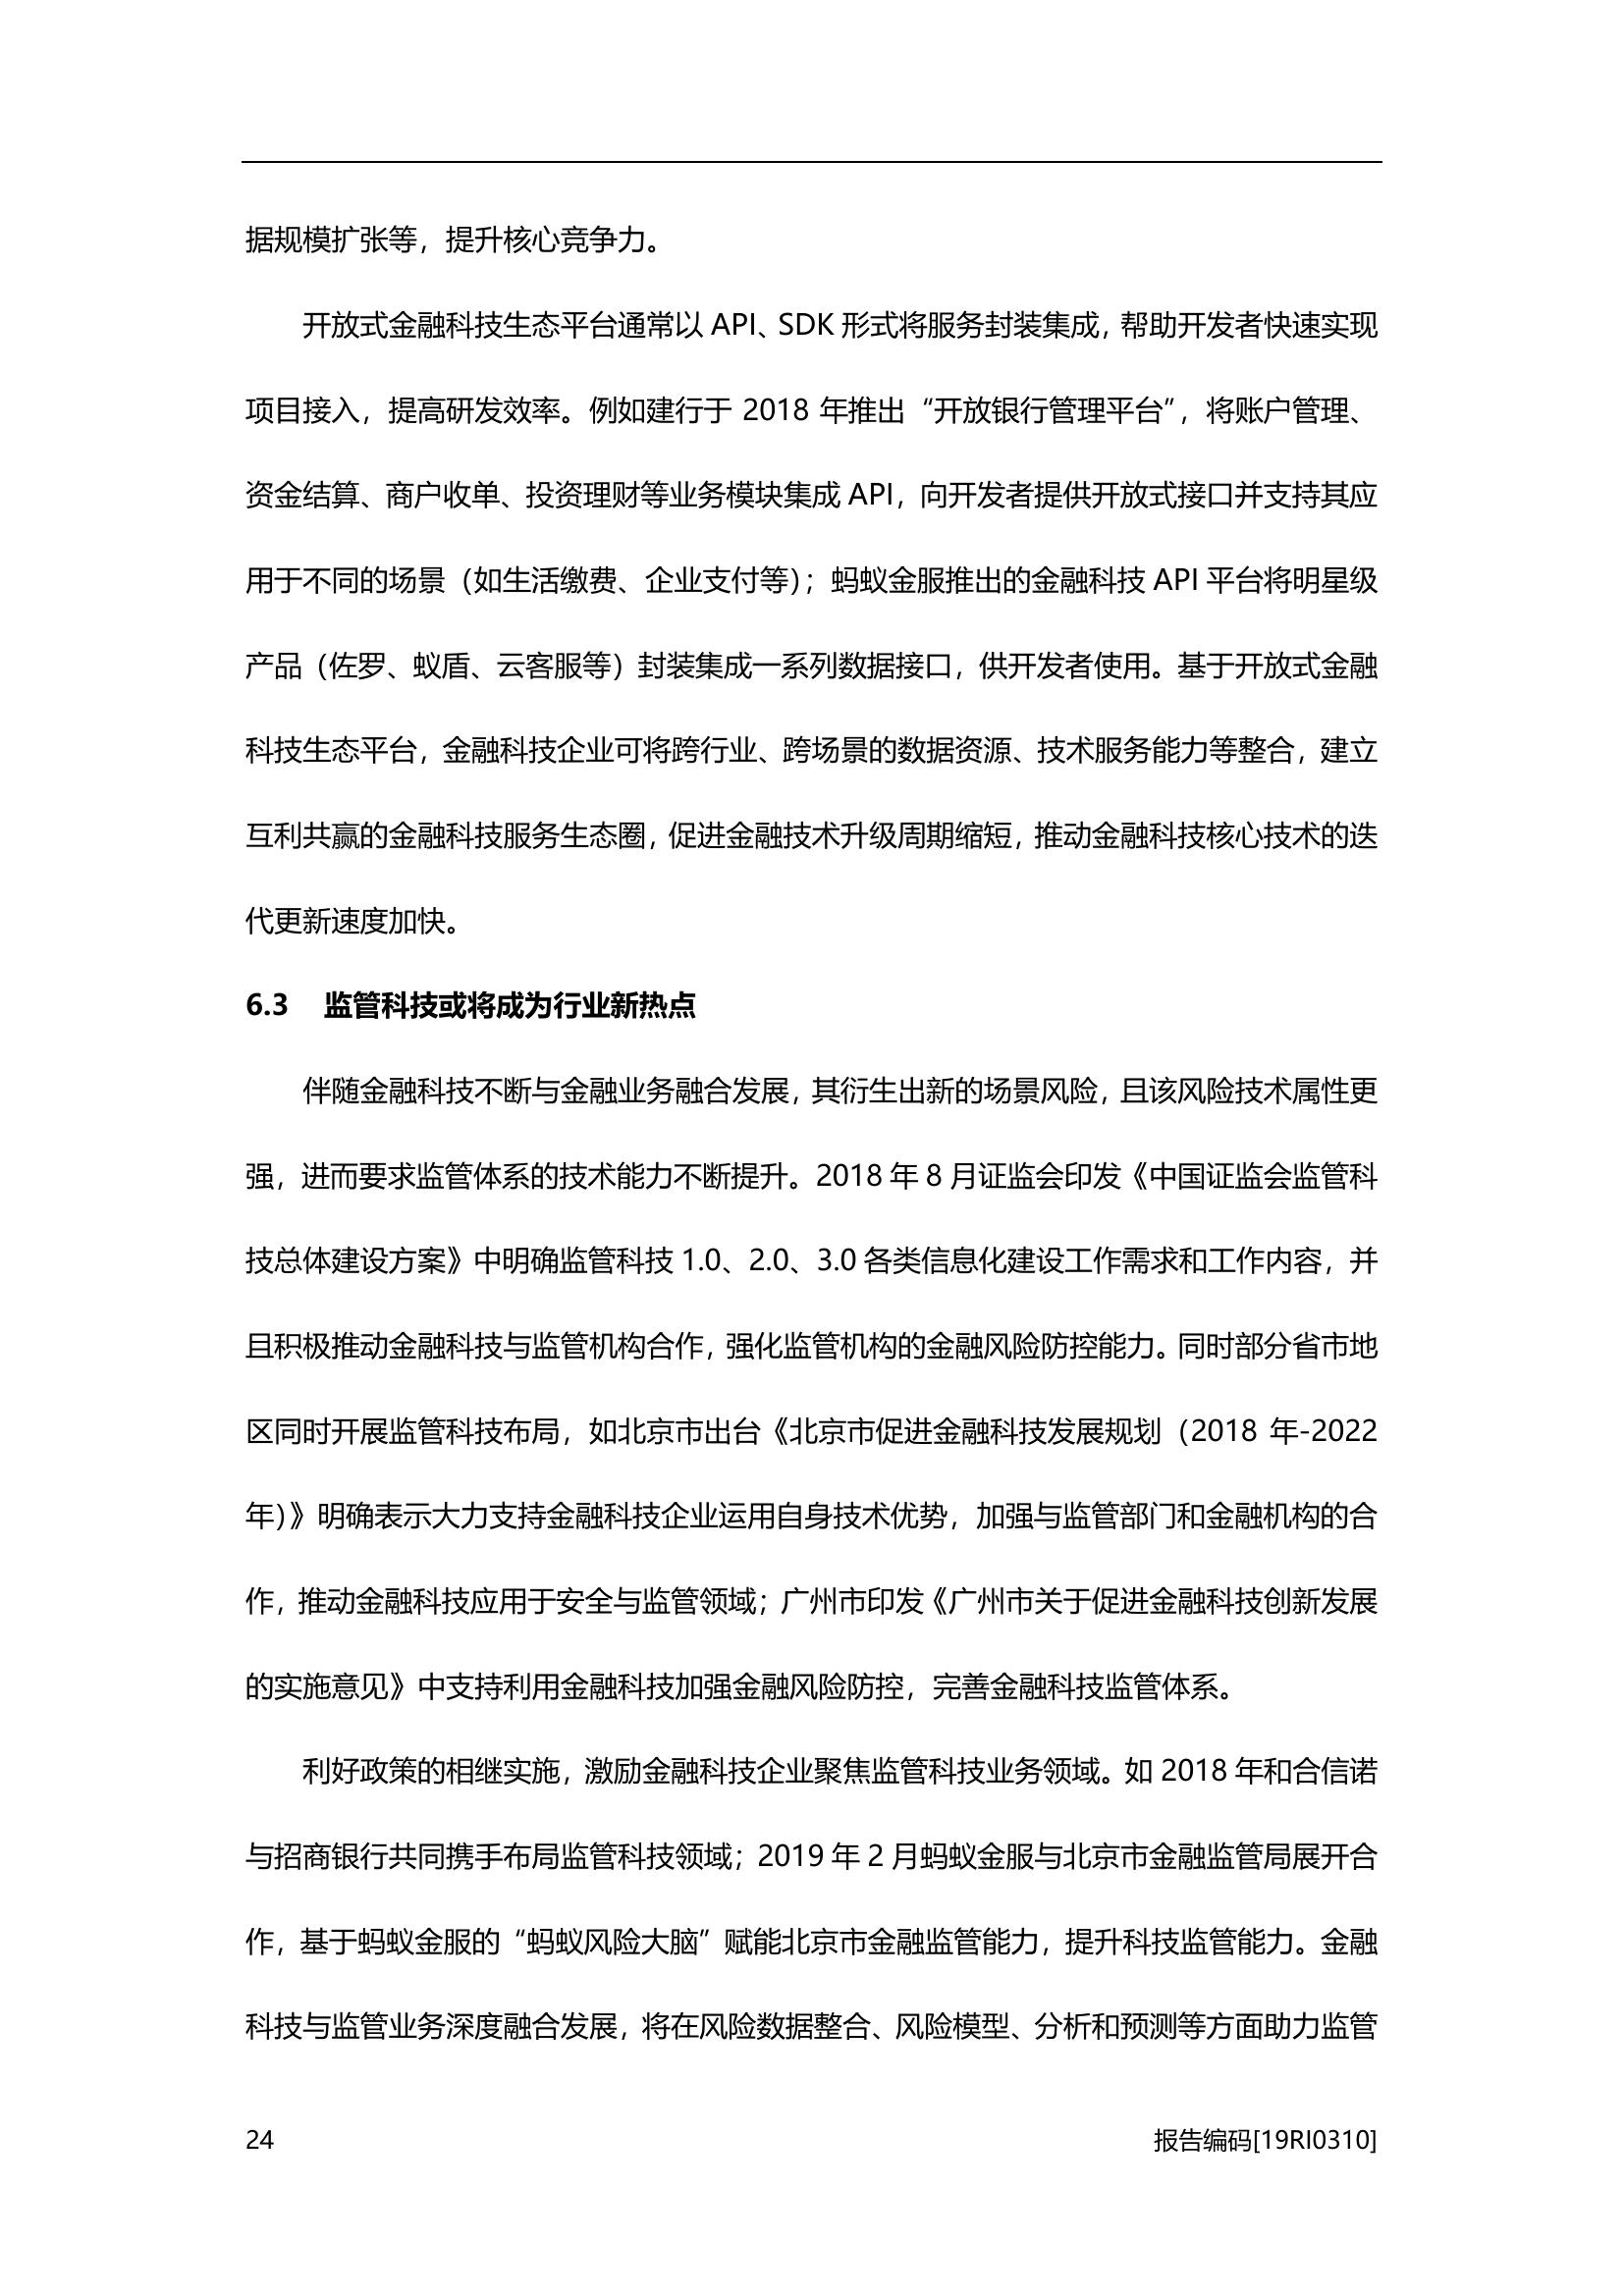 据规模扩张等，提升核心竞争力。
开放式金融科技生态平台通常以 API、SDK 形式将服务封装集成，帮助开发者快速实现
项目接入，提高研发效率。例如建行于 2018 年推出“开放银行管理平台”，将账户管理、
资金结算、商户收单、投资理财等业务模块集成 API，向开发者提供开放式接口并支持其应
用于不同的场景（如生活缴费、企业支付等）；蚂蚁金服推出的金融科技 API 平台将明星级
产品（佐罗、蚁盾、云客服等）封装集成一系列数据接口，供开发者使用。基于开放式金融
科技生态平台，金融科技企业可将跨行业、跨场景的数据资源、技术服务能力等整合，建立
互利共赢的金融科技服务生态圈，促进金融技术升级周期缩短，推动金融科技核心技术的迭
代更新速度加快。
6.3 监管科技或将成为行业新热点
伴随金融科技不断与金融业务融合发展，其衍生出新的场景风险，且该风险技术属性更
强，进而要求监管体系的技术能力不断提升。2018 年 8 月证监会印发《中国证监会监管科
技总体建设方案》中明确监管科技 1.0、2.0、3.0 各类信息化建设工作需求和工作内容，并
且积极推动金融科技与监管机构合作，强化监管机构的金融风险防控能力。同时部分省市地
区同时开展监管科技布局，如北京市出台《北京市促进金融科技发展规划（2018 年-2022
年）》明确表示大力支持金融科技企业运用自身技术优势，加强与监管部门和金融机构的合
作，推动金融科技应用于安全与监管领域；广州市印发《广州市关于促进金融科技创新发展
的实施意见》中支持利用金融科技加强金融风险防控，完善金融科技监管体系。
利好政策的相继实施，激励金融科技企业聚焦监管科技业务领域。如 2018 年和合信诺
与招商银行共同携手布局监管科技领域；2019 年 2 月蚂蚁金服与北京市金融监管局展开合
作，基于蚂蚁金服的“蚂蚁风险大脑”赋能北京市金融监管能力，提升科技监管能力。金融
科技与监管业务深度融合发展，将在风险数据整合、风险模型、分析和预测等方面助力监管
24 报告编码[19RI0310]